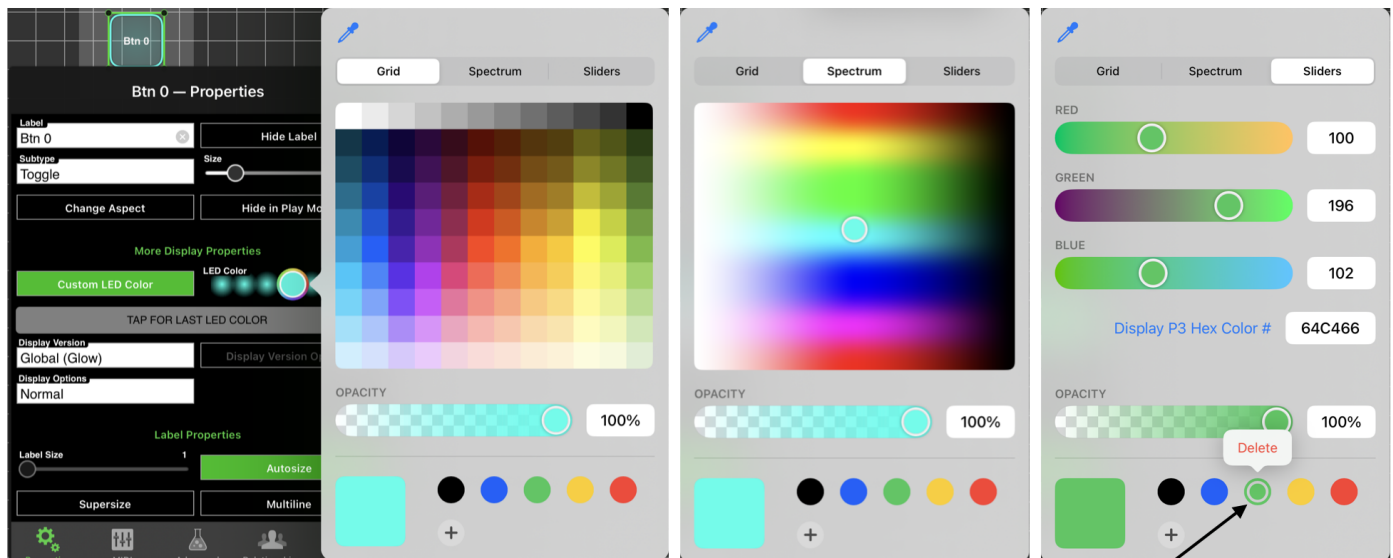 Btn 0
Btn 0 — Properties
Label
Btn 0
Hide Label
Subtype
Toggle
Size
Change Aspect
Hide in Play Mo
More Display Properties
Custom LED Color
LED Color
TAP FOR LAST LED COLOR
Display Version
Global (Glow)
Display Version Op
Display Options
Normal
Label Properties
Label Size
1
Autosize
Supersize
Multiline
Grid
Spectrum
Sliders
OPACITY
100%
+
Grid
Spectrum
Sliders
OPACITY
100%
+
Grid
Spectrum
Sliders
RED
100
GREEN
196
BLUE
102
Display P3 Hex Color #
64C466
OPACITY
100%
Delete
+